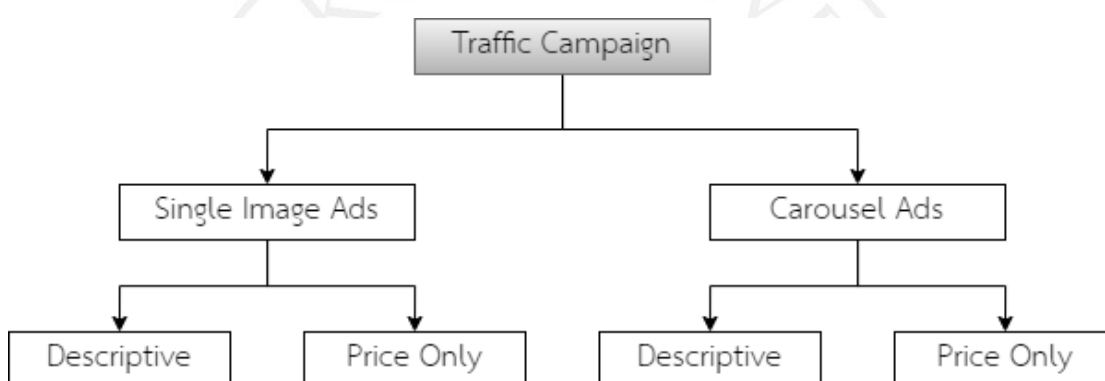 Traffic Campaign
Single Image Ads
Carousel Ads
Descriptive
Price Only
Descriptive
Price Only